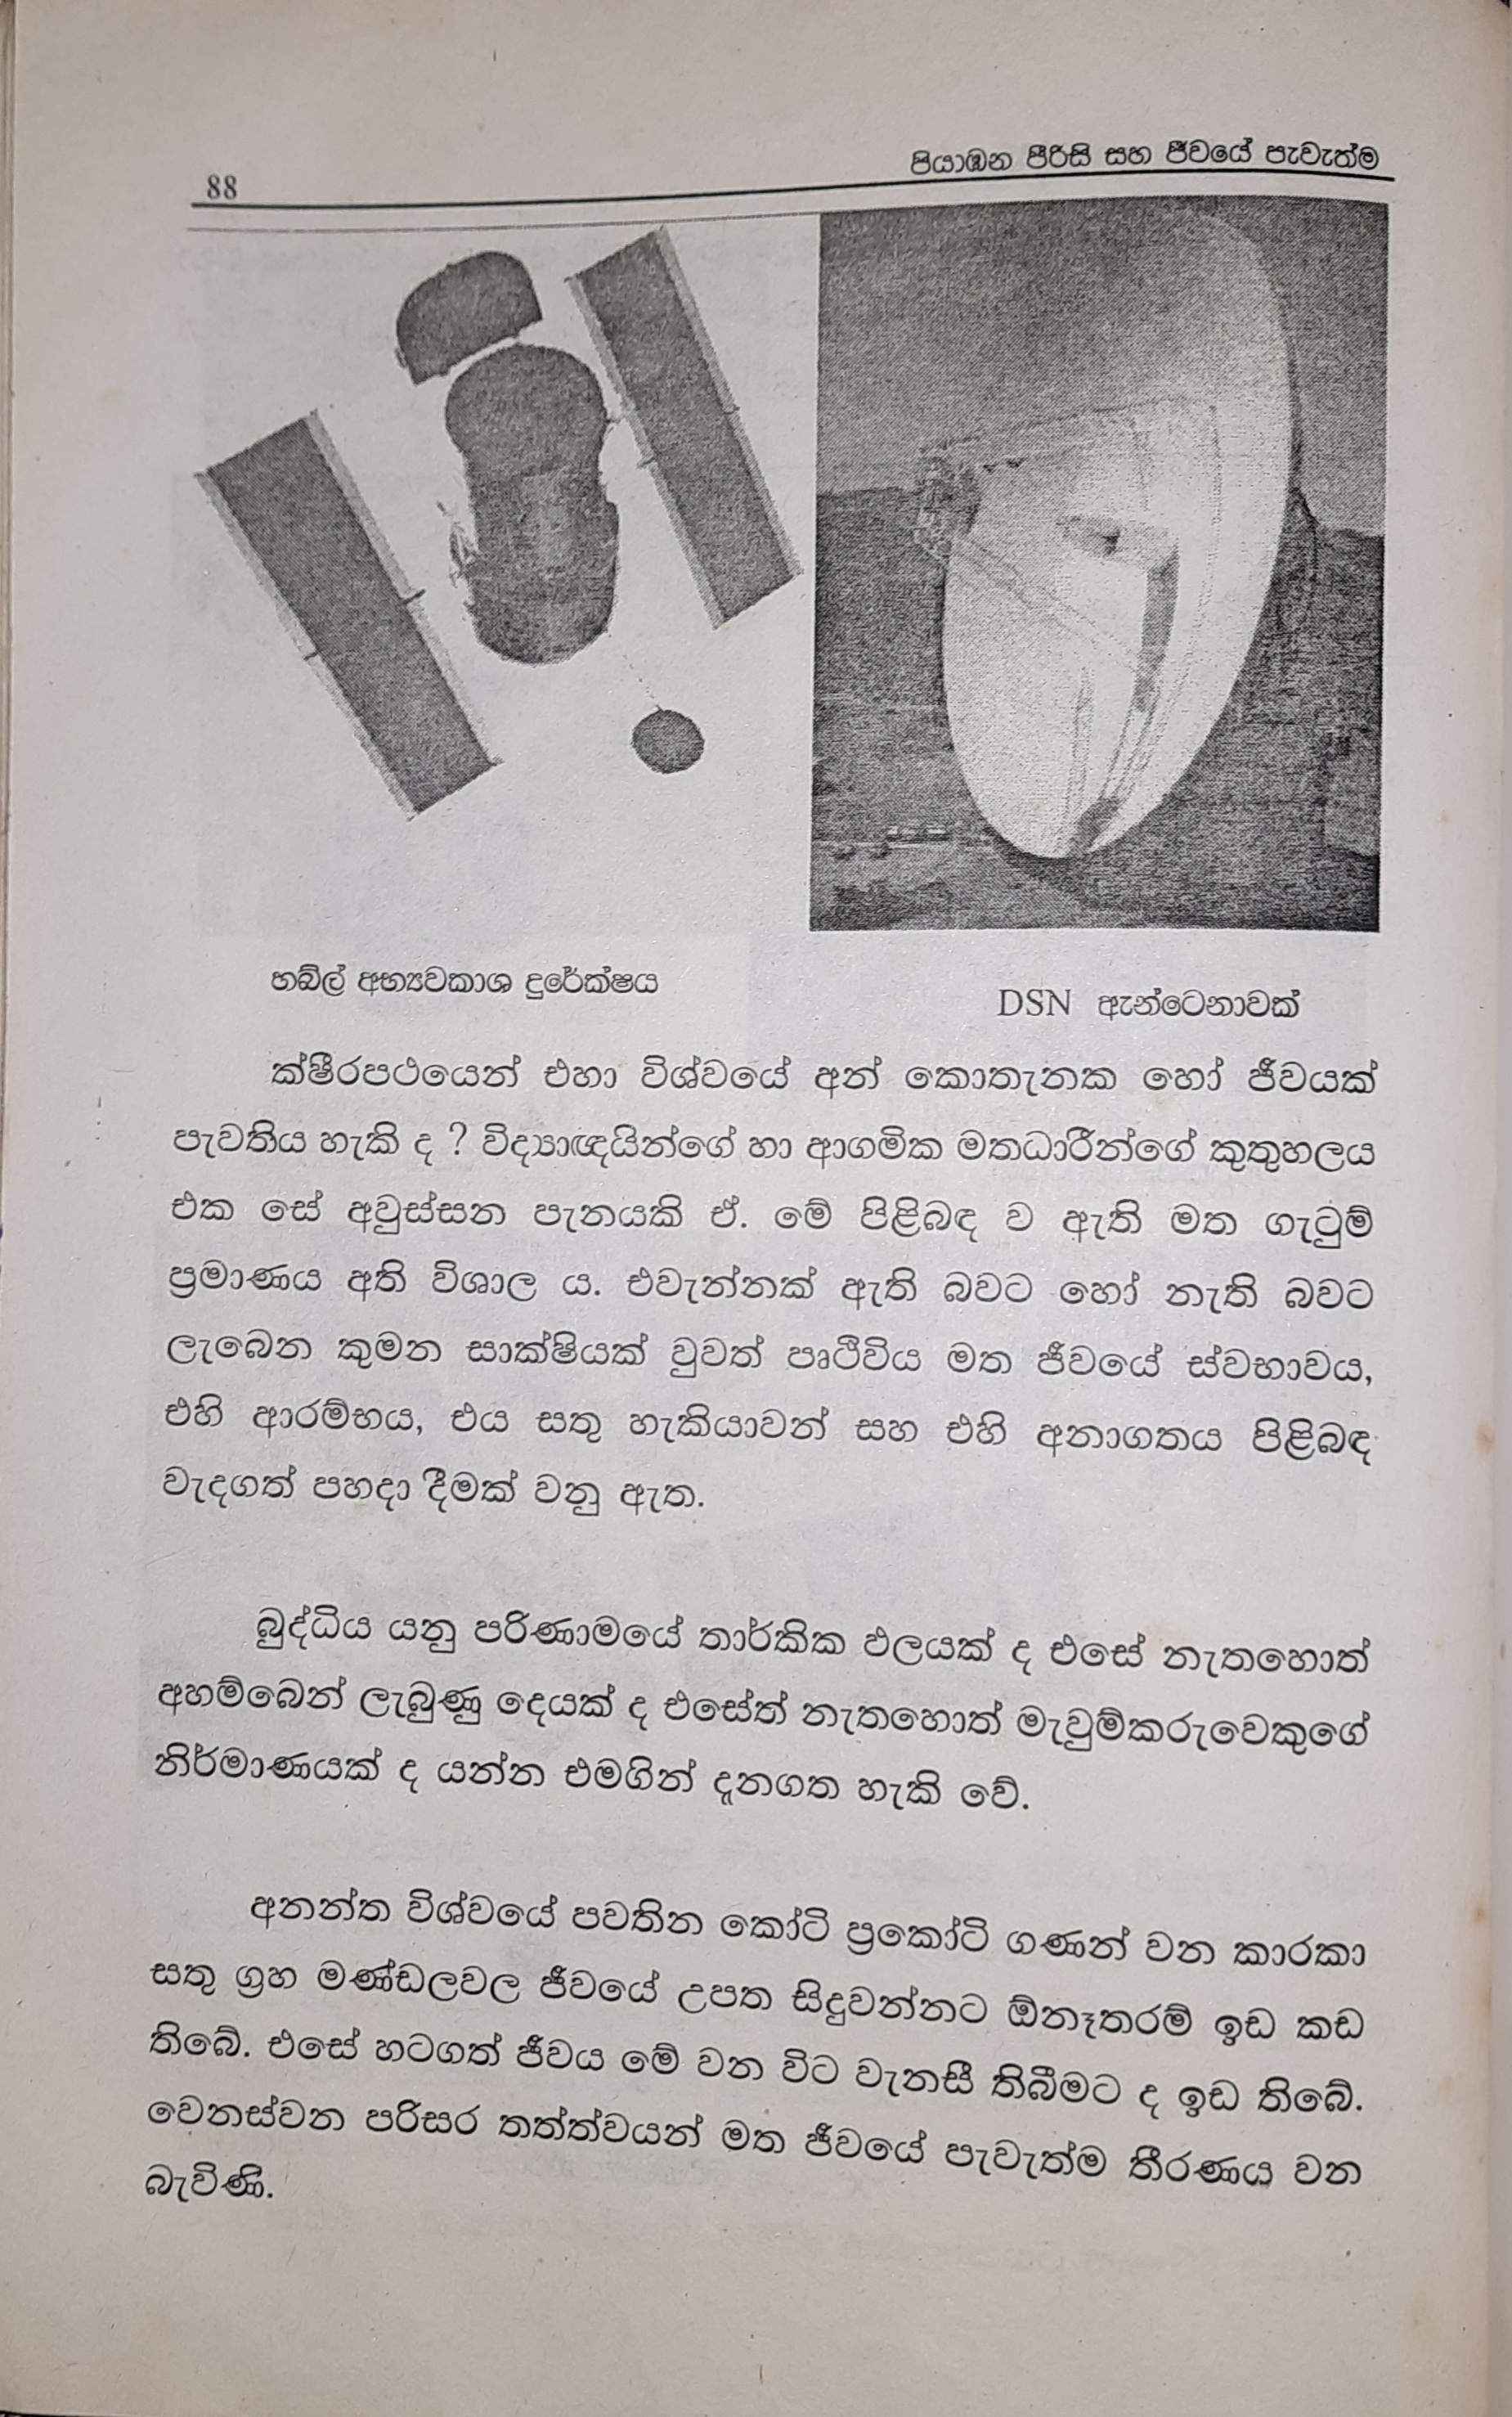 88
පියාඹන පීරිසි සහ ජීවයේ පැවැත්ම
හබ්ල් අභ්‍යවකාශ දුරේක්ෂය
DSN ඇන්ටෙනාවක්
ක්ෂීරපථයෙන් එහා විශ්වයේ අන් කොතැනක හෝ ජීවයක්
පැවතිය හැකි ද ? විද්‍යාඥයින්ගේ හා ආගමික මතධාරීන්ගේ කුතුහලය
එක සේ අවුස්සන පැනයකි ඒ. මේ පිළිබඳ ව ඇති මත ගැටුම්
ප්‍රමාණය අති විශාල ය. එවැන්නක් ඇති බවට හෝ නැති බවට
ලැබෙන කුමන සාක්ෂියක් වුවත් පෘථිවිය මත ජීවයේ ස්වභාවය,
එහි ආරම්භය, එය සතු හැකියාවන් සහ එහි අනාගතය පිළිබඳ
වැදගත් පහදා දීමක් වනු ඇත.
බුද්ධිය යනු පරිණාමයේ තාර්කික ඵලයක් ද එසේ නැතහොත්
අහම්බෙන් ලැබුණු දෙයක් ද එසේත් නැතහොත් මැවුම්කරුවෙකුගේ
නිර්මාණයක් ද යන්න එමගින් දැනගත හැකි වේ.
අනන්ත විශ්වයේ පවතින කෝටි ප්‍රකෝටි ගණන් වන කාරකා
සතු ග්‍රහ මණ්ඩලවල ජීවයේ උපත සිදුවන්නට ඕනෑතරම් ඉඩ කඩ
තිබේ. එසේ හටගත් ජීවය මේ වන විට වැනසී තිබීමට ද ඉඩ තිබේ.
වෙනස්වන පරිසර තත්ත්වයන් මත ජීවයේ පැවැත්ම තීරණය වන
බැවිණි.